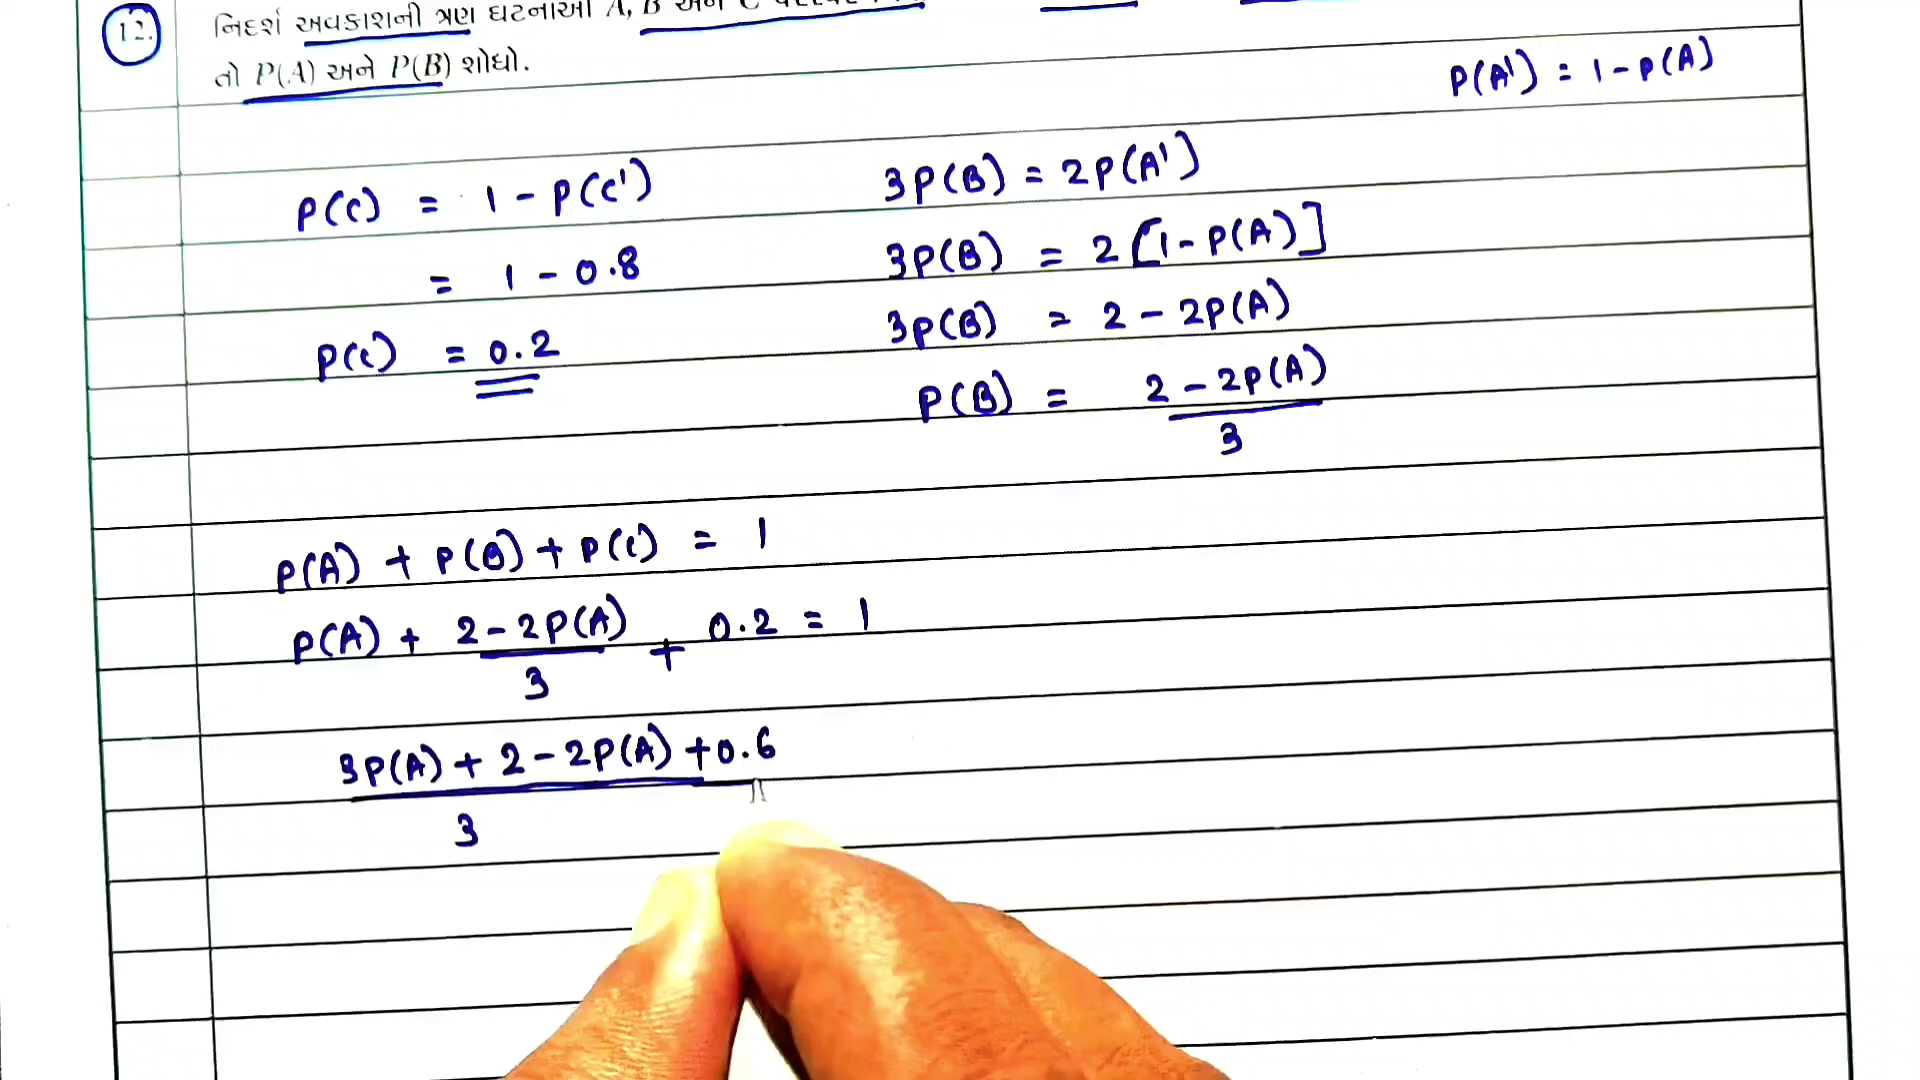 12. નિદર્શ અવકાશની ત્રણ ઘટનાઓ A, B અને C
તો P(A) અને P(B) શોધો.
P(A') = 1 - P(A)
P(C) = 1 - P(C')
= 1 - 0.8
P(C) = 0.2
3P(B) = 2P(A')
3P(B) = 2[1-P(A)]
3P(B) = 2 - 2P(A)
P(B) = 2 - 2P(A)
3
P(A) + P(B) + P(C) = 1
P(A) + 2 - 2P(A) + 0.2 = 1
3
3P(A) + 2 - 2P(A) + 0.6
3